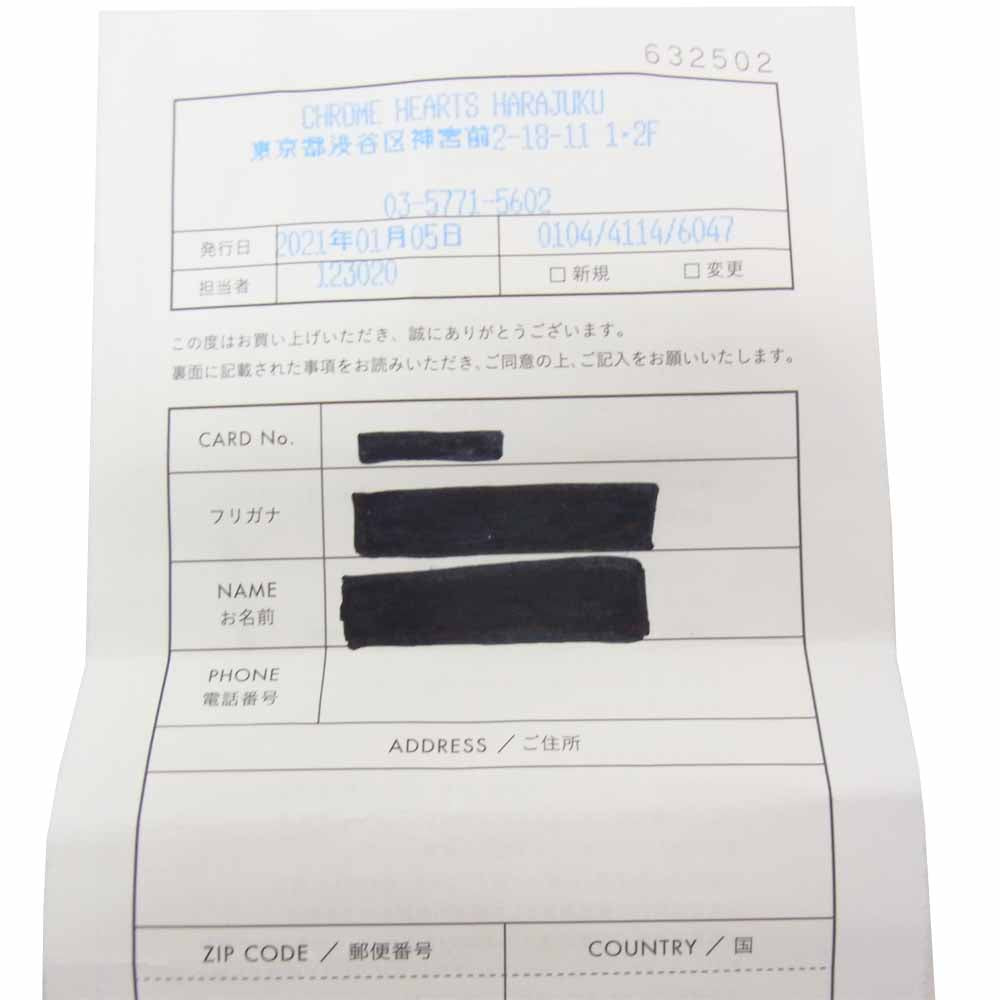 632502
CHROME HEARTS HARAJUKU
東京都渋谷区神宮前2-18-11 1・2F
03-5771-5602
発行日 2021年01月05日 0104/4114/6047
担当者 123020 □ 新規 □ 変更
この度はお買い上げいただき、誠にありがとうございます。
裏面に記載された事項をお読みいただき、ご同意の上、ご記入をお願いいたします。
CARD No.
フリガナ
NAME
お名前
PHONE
電話番号
ADDRESS / ご住所
ZIP CODE / 郵便番号 COUNTRY / 国